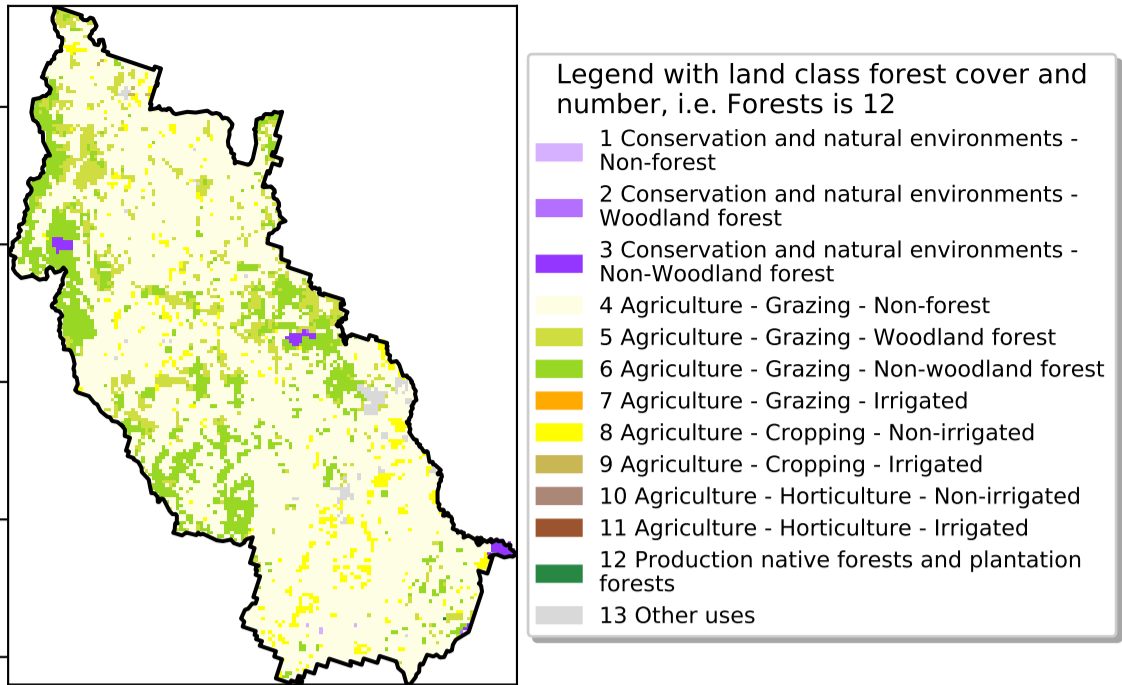 Legend with land class forest cover and
number, i.e. Forests is 12
1 Conservation and natural environments -
Non-forest
2 Conservation and natural environments -
Woodland forest
3 Conservation and natural environments -
Non-Woodland forest
4 Agriculture - Grazing - Non-forest
5 Agriculture - Grazing - Woodland forest
6 Agriculture - Grazing - Non-woodland forest
7 Agriculture - Grazing - Irrigated
8 Agriculture - Cropping - Non-irrigated
9 Agriculture - Cropping - Irrigated
10 Agriculture - Horticulture - Non-irrigated
11 Agriculture - Horticulture - Irrigated
12 Production native forests and plantation
forests
13 Other uses